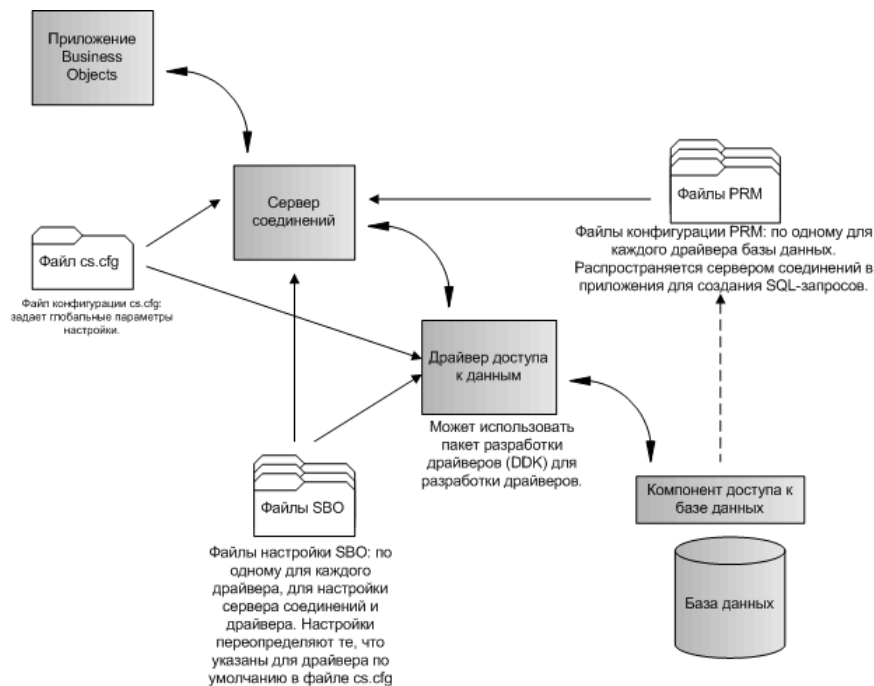 Приложение
Business
Objects
Сервер
соединений
Файлы PRM
Файлы конфигурации PRM: по одному для
каждого драйвера базы данных.
Распространяется сервером соединений в
приложения для создания SQL-запросов.
Файл cs.cfg
Файл конфигурации cs.cfg:
задает глобальные параметры
настройки.
Драйвер доступа
к данным
Может использовать
пакет разработки
драйверов (DDK) для
разработки драйверов.
Файлы SBO
Файлы настройки SBO: по
одному для каждого
драйвера, для настройки
сервера соединений и
драйвера. Настройки
переопределяют те, что
указаны для драйвера по
умолчанию в файле cs.cfg
Компонент доступа к
базе данных
База данных